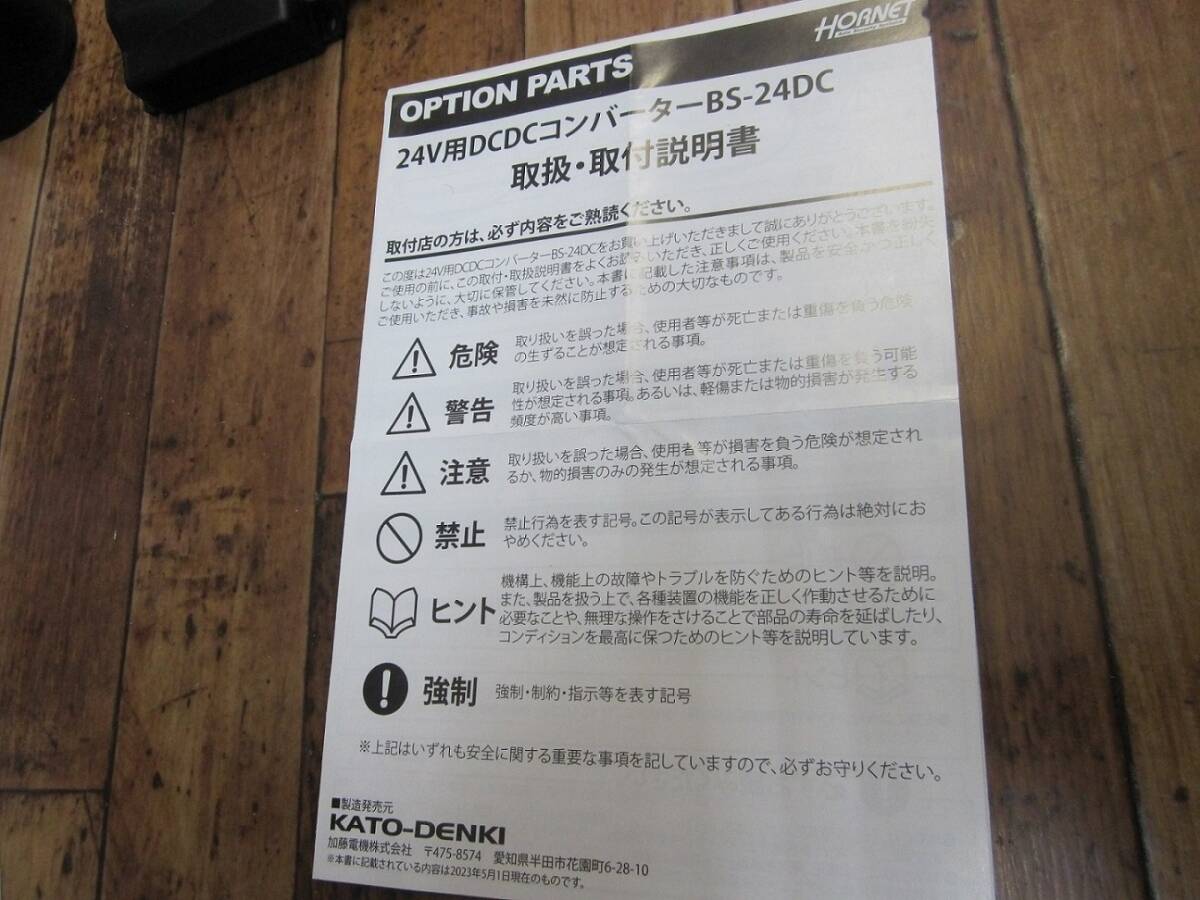 HORNET
OPTION PARTS
24V用DCDCコンバーターBS-24DC
取扱・取付説明書
取付店の方は、必ず内容をご熟読ください。
この度は24V用DCDCコンバーターBS-24DCをお買い上げいただきまして誠にありがとうございます。
ご使用の前に、この取付・取扱説明書をよくお読みいただき、正しくご使用ください。本書を紛失
しないように、大切に保管してください。本書に記載した注意事項は、製品を安全かつ正しく
ご使用いただき、事故や損害を未然に防止するための大切なものです。
危険
取り扱いを誤った場合、使用者等が死亡または重傷を負う危険
の生ずることが想定される事項。
警告
取り扱いを誤った場合、使用者等が死亡または重傷を負う可能
性が想定される事項。あるいは、軽傷または物的損害が発生する
頻度が高い事項。
注意
取り扱いを誤った場合、使用者等が損害を負う危険が想定され
るか、物的損害のみの発生が想定される事項。
禁止
禁止行為を表す記号。この記号が表示してある行為は絶対にお
やめください。
ヒント
機構上、機能上の故障やトラブルを防ぐためのヒント等を説明。
また、製品を扱う上で、各種装置の機能を正しく作動させるために
必要なことや、無理な操作をさけることで部品の寿命を延ばしたり、
コンディションを最高に保つためのヒント等を説明しています。
強制
強制・制約・指示等を表す記号
※上記はいずれも安全に関する重要な事項を記していますので、必ずお守りください。
■製造発売元
KATO-DENKI
加藤電機株式会社 〒475-8574 愛知県半田市花園町6-28-10
※本書に記載されている内容は2023年5月1日現在のものです。